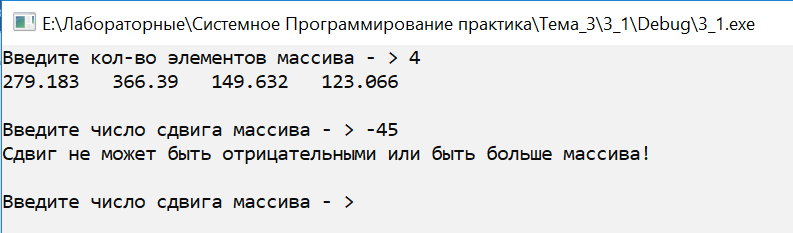 E:\Лабораторные\Системное Программирование практика\Тема_3\3_1\Debug\3_1.exe
Введите кол-во элементов массива - > 4
279.183 366.39 149.632 123.066
Введите число сдвига массива - > -45
Сдвиг не может быть отрицательными или быть больше массива!
Введите число сдвига массива - >